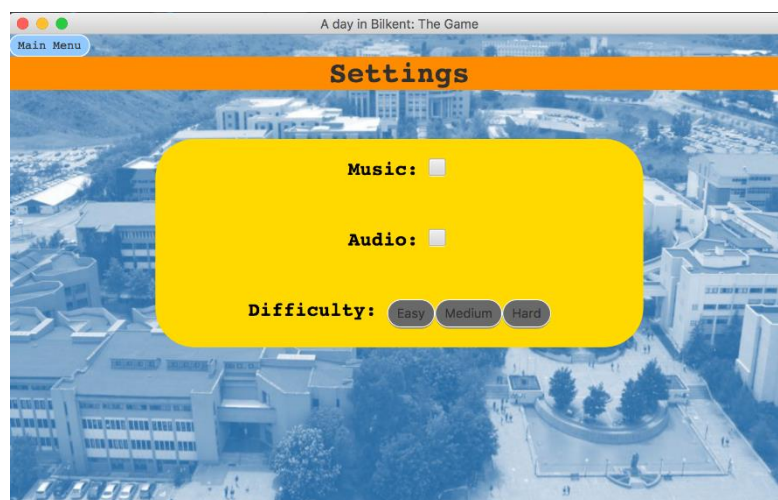 A day in Bilkent: The Game
Main Menu
Settings
Music:
Audio:
Difficulty: Easy Medium Hard